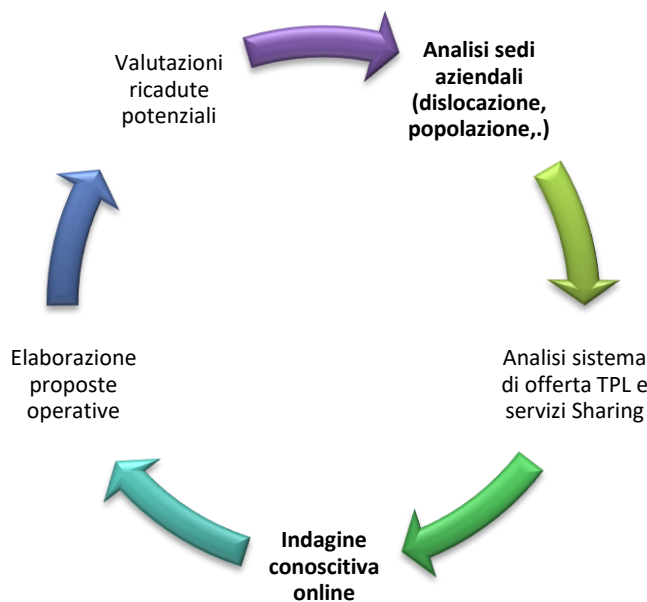 Analisi sedi
aziendali
(dislocazione,
popolazione,.)
Analisi sistema
di offerta TPL e
servizi Sharing
Indagine
conoscitiva
online
Elaborazione
proposte
operative
Valutazioni
ricadute
potenziali